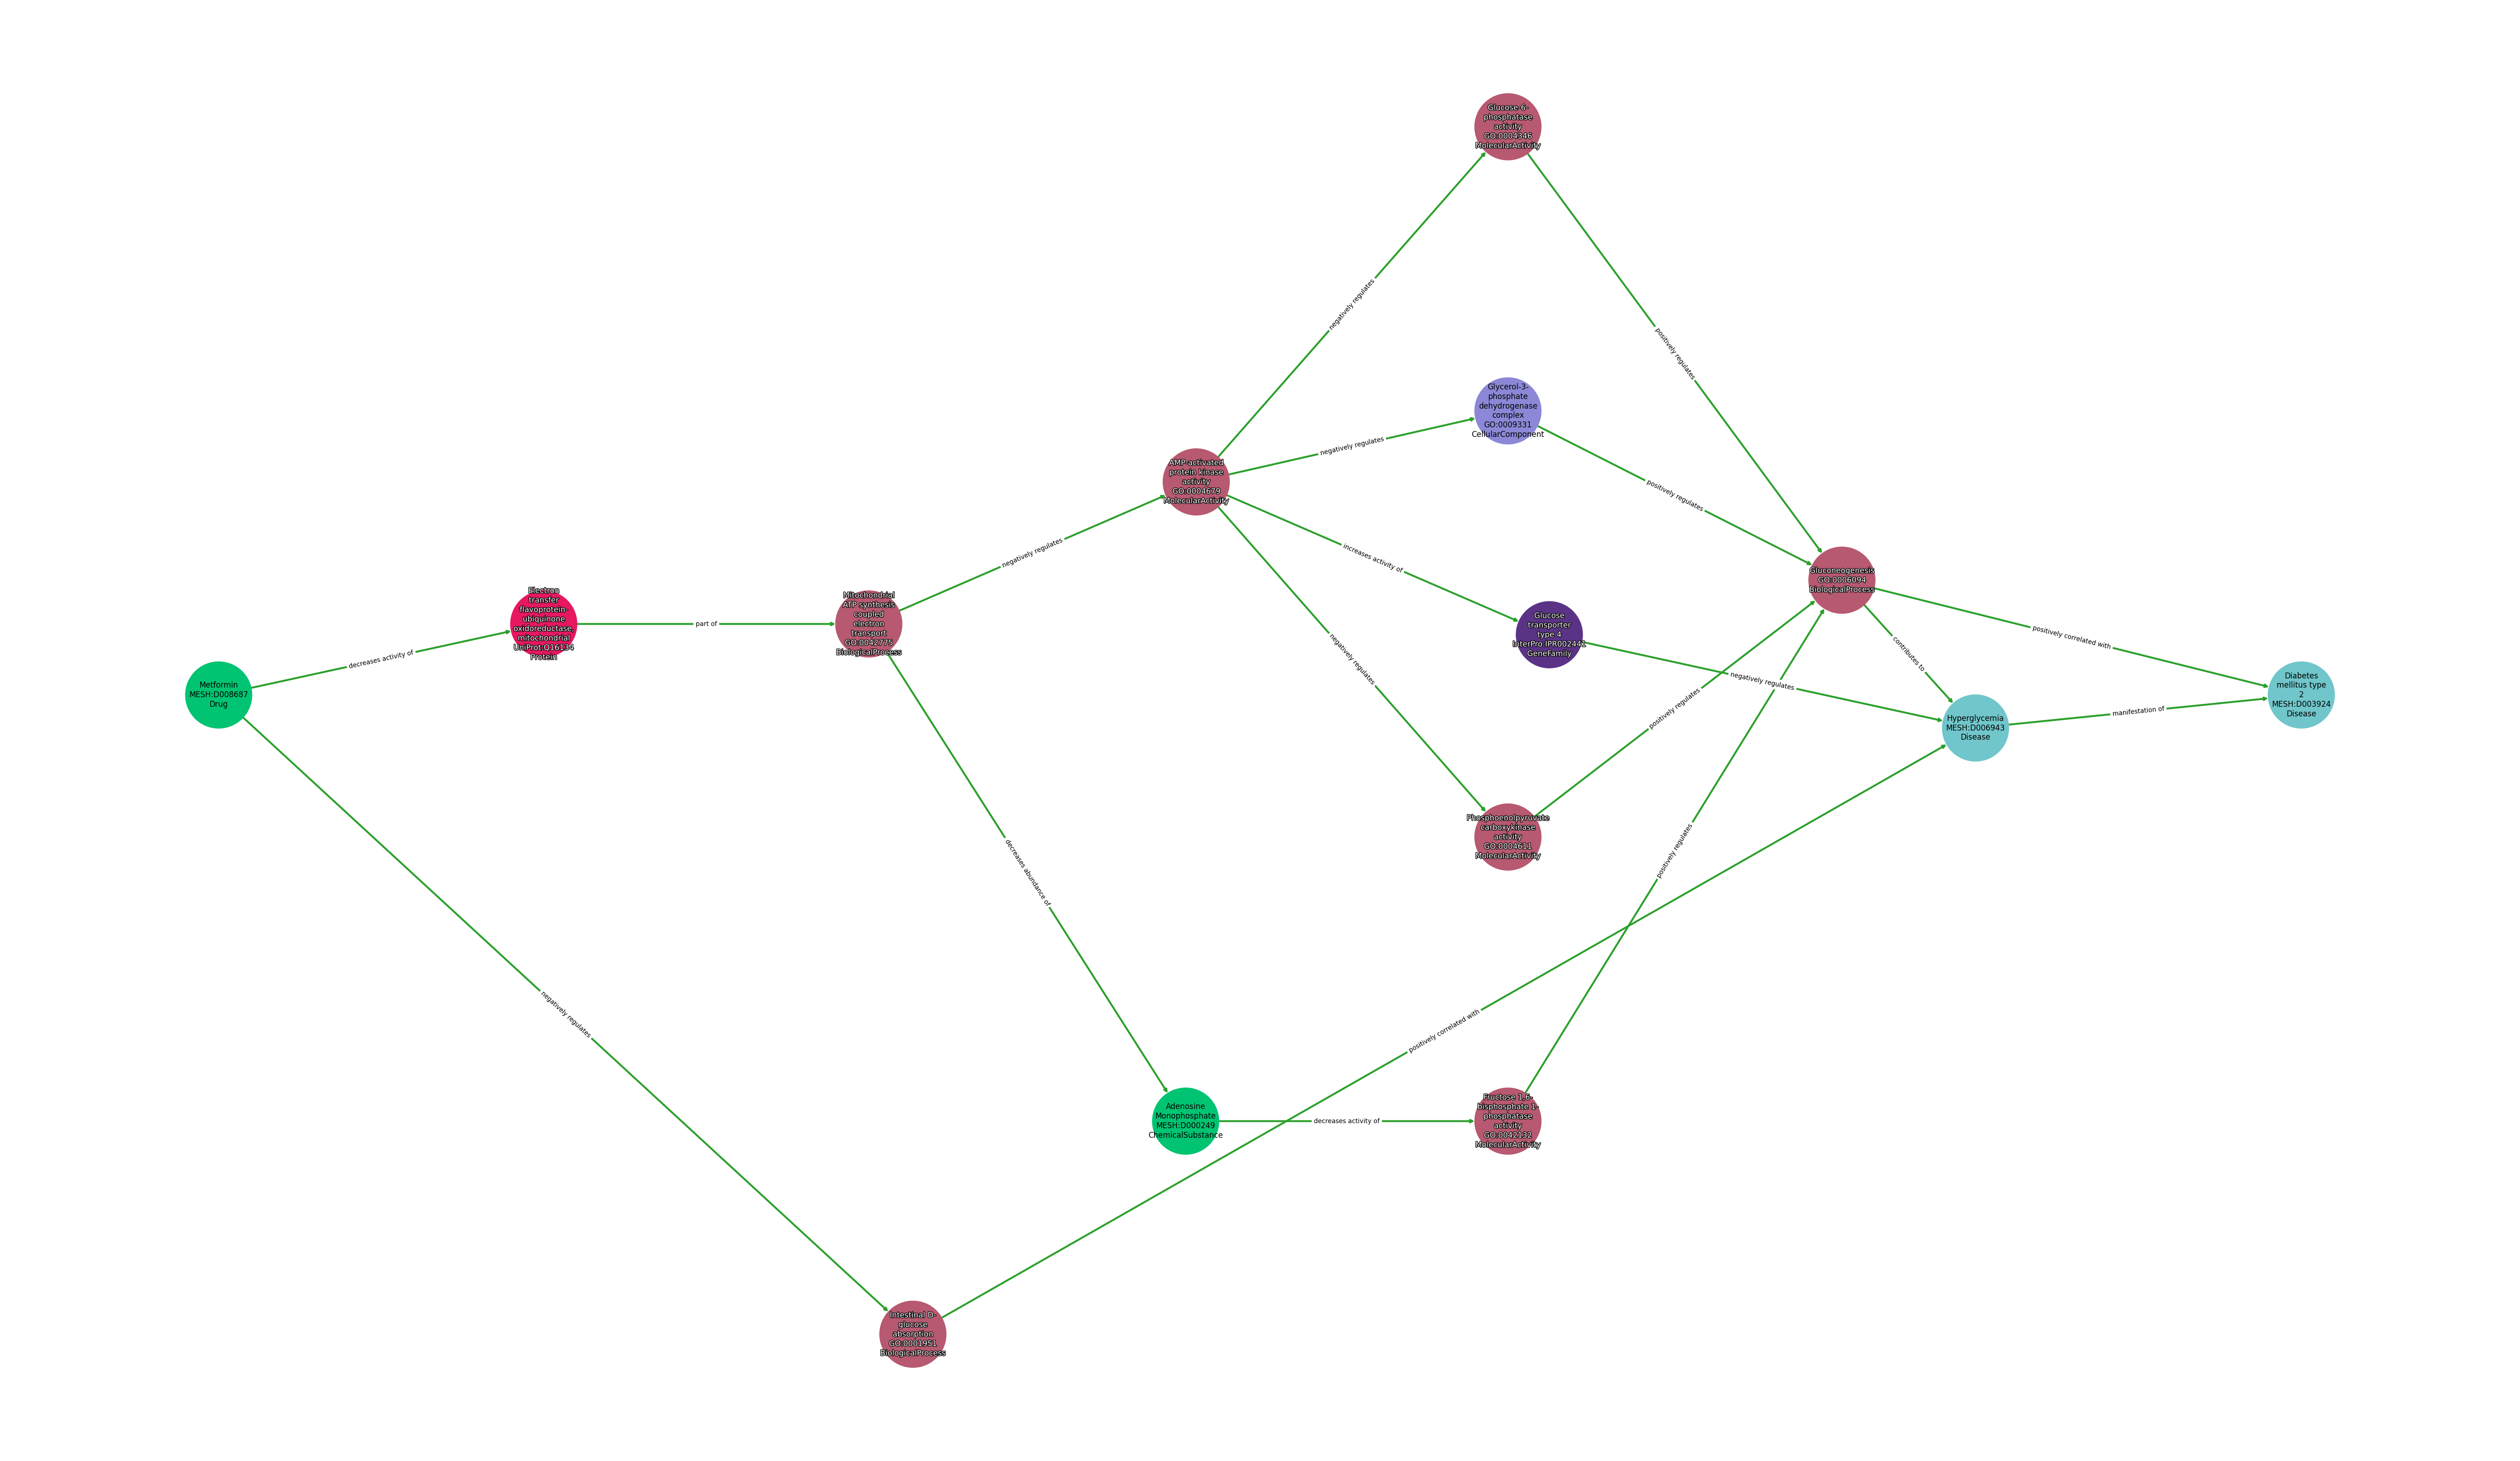 Glucose-6-
phosphatase
activity
GO:0004346
MolecularActivity
negatively regulates
positively regulates
Glycerol-3-
phosphate
dehydrogenase
complex
GO:0009331
CellularComponent
negatively regulates
AMP-activated
protein kinase
activity
GO:0004679
MolecularActivity
positively regulates
negatively regulates
increases activity of
Gluconeogenesis
GO:0006094
BiologicalProcess
Electron
transfer
flavoprotein-
ubiquinone
oxidoreductase,
mitochondrial
UniProt:Q16134
Protein
part of
Mitochondrial
ATP synthesis
coupled
electron
transport
GO:0042775
BiologicalProcess
Glucose
transporter
type 4
InterPro:IPR002441
GeneFamily
positively correlated with
contributes to
decreases activity of
negatively regulates
negatively regulates
positively regulates
Metformin
MESH:D008687
Drug
Diabetes
mellitus type
2
MESH:D003924
Disease
manifestation of
Hyperglycemia
MESH:D006943
Disease
Phosphoenolpyruvate
carboxykinase
activity
GO:0004611
MolecularActivity
positively regulates
decreases abundance of
negatively regulates
positively correlated with
Adenosine
Monophosphate
MESH:D000249
ChemicalSubstance
decreases activity of
Fructose 1,6-
bisphosphate 1-
phosphatase
activity
GO:0042132
MolecularActivity
Intestinal D-
glucose
absorption
GO:0001951
BiologicalProcess